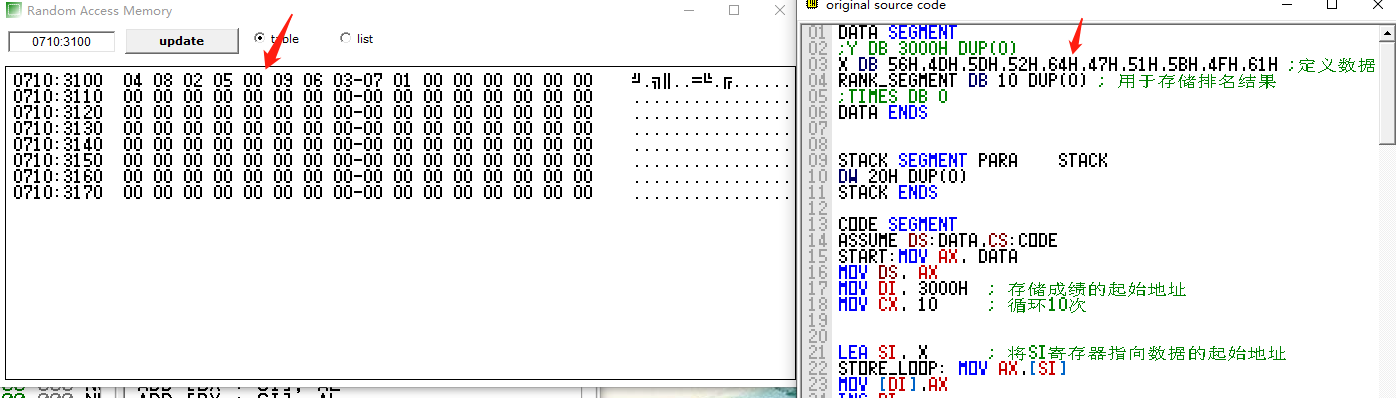 Random Access Memory
0710:3100
update
table
list
0710:3100 04 08 02 05 00 09 06 03-07 01 00 00 00 00 00 00 ╝.╗║..=╚.╔......
0710:3110 00 00 00 00 00 00 00 00-00 00 00 00 00 00 00 00 ................
0710:3120 00 00 00 00 00 00 00 00-00 00 00 00 00 00 00 00 ................
0710:3130 00 00 00 00 00 00 00 00-00 00 00 00 00 00 00 00 ................
0710:3140 00 00 00 00 00 00 00 00-00 00 00 00 00 00 00 00 ................
0710:3150 00 00 00 00 00 00 00 00-00 00 00 00 00 00 00 00 ................
0710:3160 00 00 00 00 00 00 00 00-00 00 00 00 00 00 00 00 ................
0710:3170 00 00 00 00 00 00 00 00-00 00 00 00 00 00 00 00 ................
ADD [BX + SI], AL
original source code
01 DATA SEGMENT
02 ;Y DB 3000H DUP(0)
03 X DB 56H,4DH,5DH,52H,64H,47H,51H,5BH,4FH,61H ;定义数据
04 RANK_SEGMENT DB 10 DUP(0) ; 用于存储排名结果
05 ;TIMES DB 0
06 DATA ENDS
07
08
09 STACK SEGMENT PARA STACK
10 DW 20H DUP(0)
11 STACK ENDS
12
13 CODE SEGMENT
14 ASSUME DS:DATA,CS:CODE
15 START:MOV AX, DATA
16 MOV DS, AX
17 MOV DI, 3000H ; 存储成绩的起始地址
18 MOV CX, 10 ; 循环10次
19
20
21 LEA SI, X ; 将SI寄存器指向数据的起始地址
22 STORE_LOOP: MOV AX,[SI]
23 MOV [DI],AX
24 INC DI